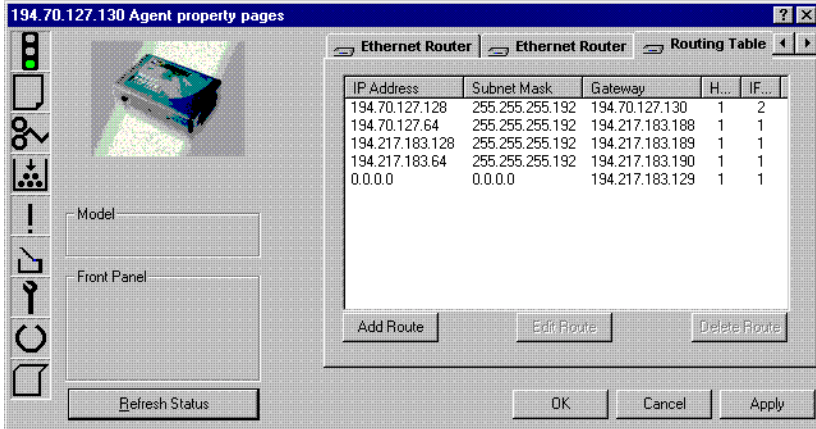 194.70.127.130 Agent property pages
Ethernet Router Ethernet Router Routing Table
IP Address Subnet Mask Gateway H... IF...
194.70.127.128 255.255.255.192 194.70.127.130 1 2
194.70.127.64 255.255.255.192 194.217.183.188 1 1
194.217.183.128 255.255.255.192 194.217.183.189 1 1
194.217.183.64 255.255.255.192 194.217.183.190 1 1
0.0.0.0 0.0.0.0 194.217.183.129 1 1
Model
Front Panel
Add Route Edit Route Delete Route
Refresh Status OK Cancel Apply